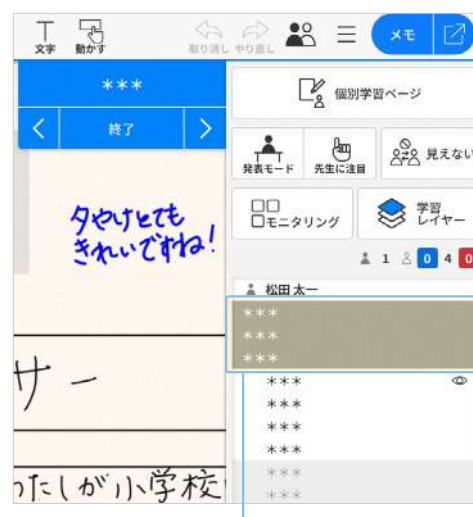 文字 動かす 取り消し やり直し メモ
***
終了
個別学習ページ
発表モード 先生に注目 見えない
モニタリング 学習レイヤー
夕やけとても
きれいですね!
1 0 4 0
松田 太一
***
***
***
***
***
***
***
***
***
サー
わたしが小学校